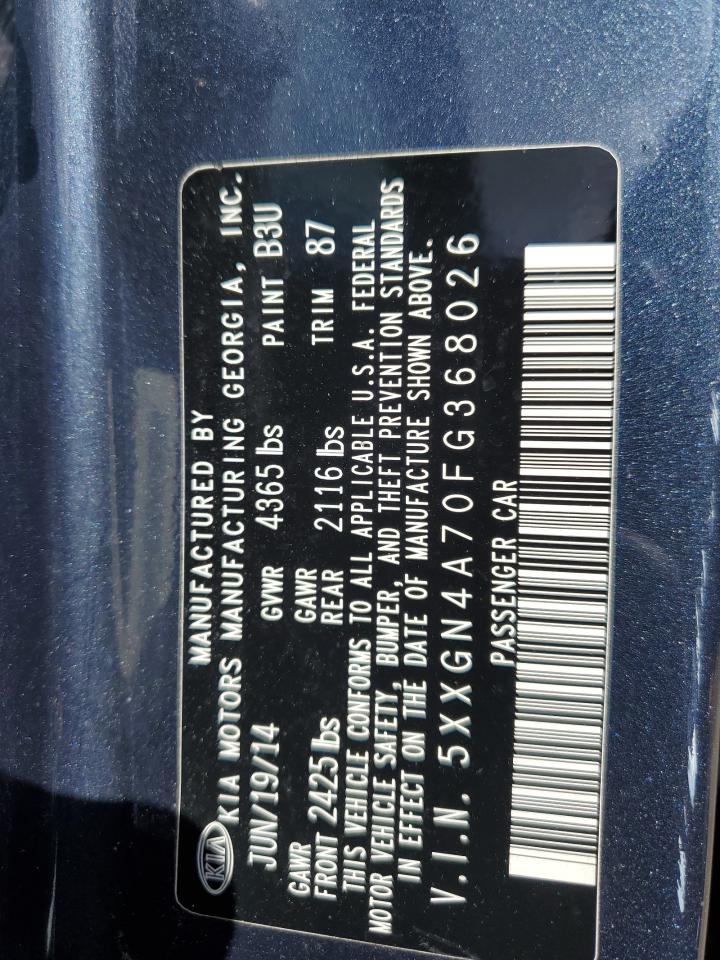 MANUFACTURED BY
KIA KIA MOTORS MANUFACTURING GEORGIA, INC.
JUN/19/14 GVWR 4365 lbs PAINT B3U
GAWR FRONT 2425 lbs GAWR REAR 2116 lbs TRIM 87
THIS VEHICLE CONFORMS TO ALL APPLICABLE U.S.A. FEDERAL
MOTOR VEHICLE SAFETY, BUMPER, AND THEFT PREVENTION STANDARDS
IN EFFECT ON THE DATE OF MANUFACTURE SHOWN ABOVE.
V.I.N. 5XXGN4A70FG368026
PASSENGER CAR